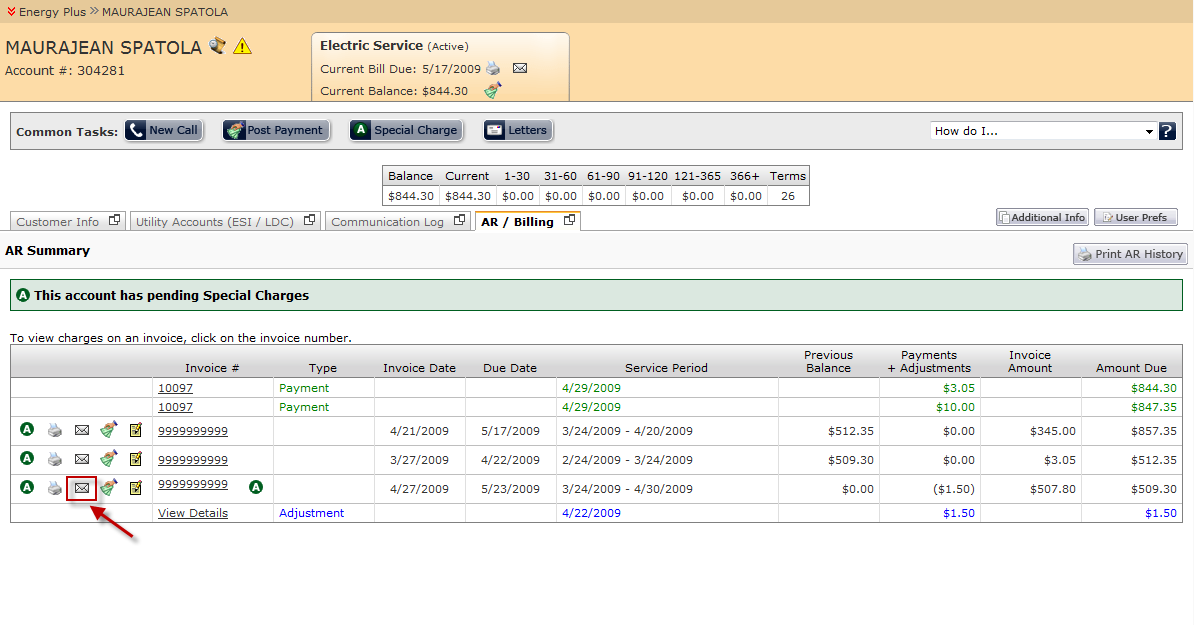 Energy Plus » MAURAJEAN SPATOLA
MAURAJEAN SPATOLA
Account #: 304281
Electric Service (Active)
Current Bill Due: 5/17/2009
Current Balance: $844.30
Common Tasks: New Call Post Payment A Special Charge Letters
How do I... ?
Balance Current 1-30 31-60 61-90 91-120 121-365 366+ Terms
$844.30 $844.30 $0.00 $0.00 $0.00 $0.00 $0.00 $0.00 26
Customer Info Utility Accounts (ESI / LDC) Communication Log AR / Billing Additional Info User Prefs
AR Summary
Print AR History
A This account has pending Special Charges
To view charges on an invoice, click on the invoice number.
Invoice # Type Invoice Date Due Date Service Period Previous Balance Payments + Adjustments Invoice Amount Amount Due
10097 Payment 4/29/2009 $3.05 $844.30
10097 Payment 4/29/2009 $10.00 $847.35
A 9999999999 4/21/2009 5/17/2009 3/24/2009 - 4/20/2009 $512.35 $0.00 $345.00 $857.35
A 9999999999 3/27/2009 4/22/2009 2/24/2009 - 3/24/2009 $509.30 $0.00 $3.05 $512.35
A 9999999999 A 4/27/2009 5/23/2009 3/24/2009 - 4/30/2009 $0.00 ($1.50) $507.80 $509.30
View Details Adjustment 4/22/2009 $1.50 $1.50